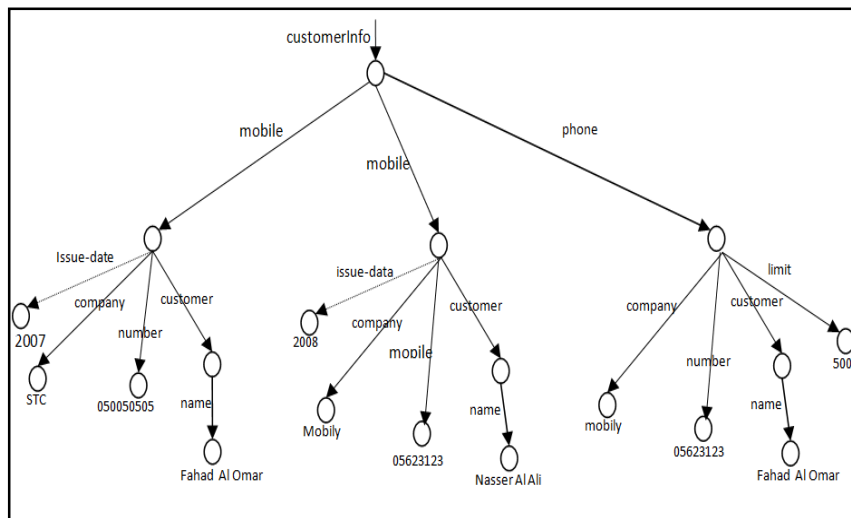 customerInfo
mobile
mobile
phone
Issue-date
company
number
customer
name
2007
STC
050050505
Fahad Al Omar
issue-data
company
mobile
customer
name
2008
Mobily
05623123
Nasser Al Ali
company
number
customer
limit
name
mobily
05623123
Fahad Al Omar
500